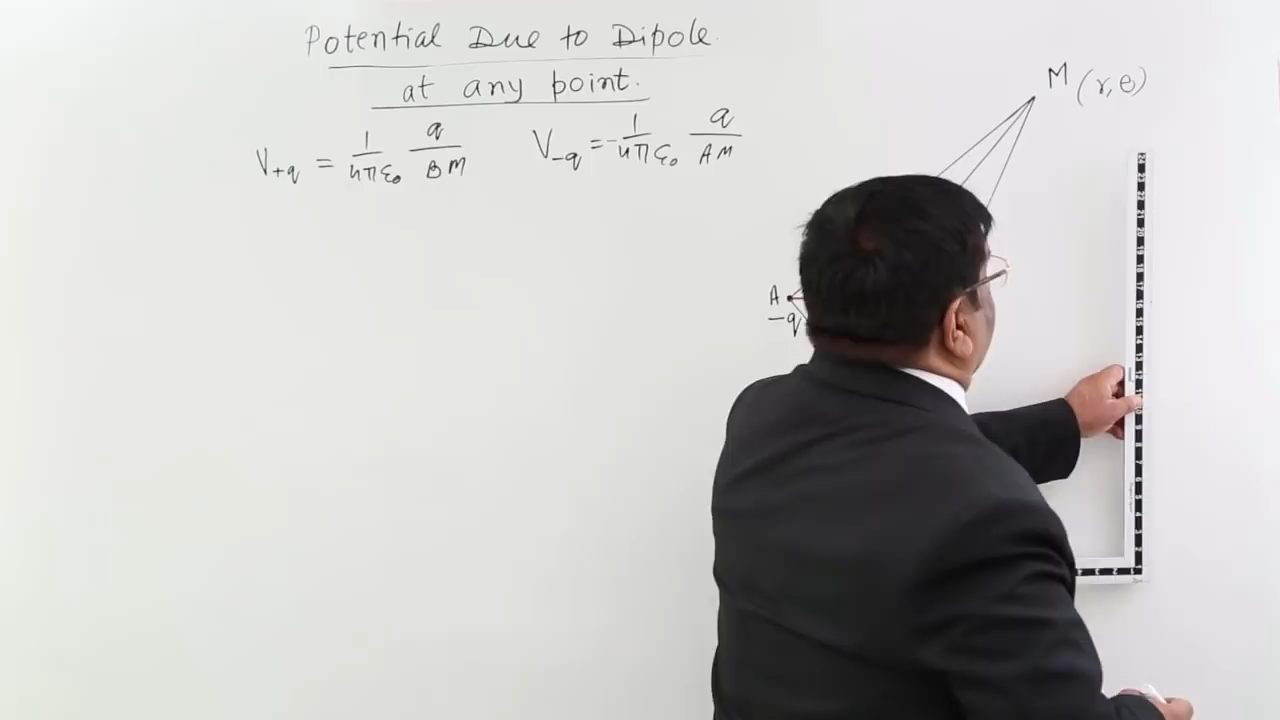 Potential Due to Dipole
at any point.
V+q = 1/4πε₀ q/BM V−q = −1/4πε₀ q/AM
M (r, θ)
A
−q